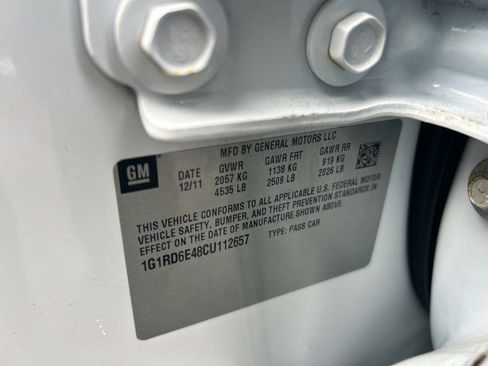 MFD BY GENERAL MOTORS LLC
GM DATE GVWR GAWR FRT GAWR RR
12/11 2057 KG 1138 KG 919 KG
4535 LB 2509 LB 2026 LB
THIS VEHICLE CONFORMS TO ALL APPLICABLE U.S. FEDERAL MOTOR
VEHICLE SAFETY, BUMPER, AND THEFT PREVENTION STANDARDS IN
EFFECT ON THE DATE OF MANUFACTURE SHOWN ABOVE.
1G1RD6E48CU112657 TYPE: PASS CAR